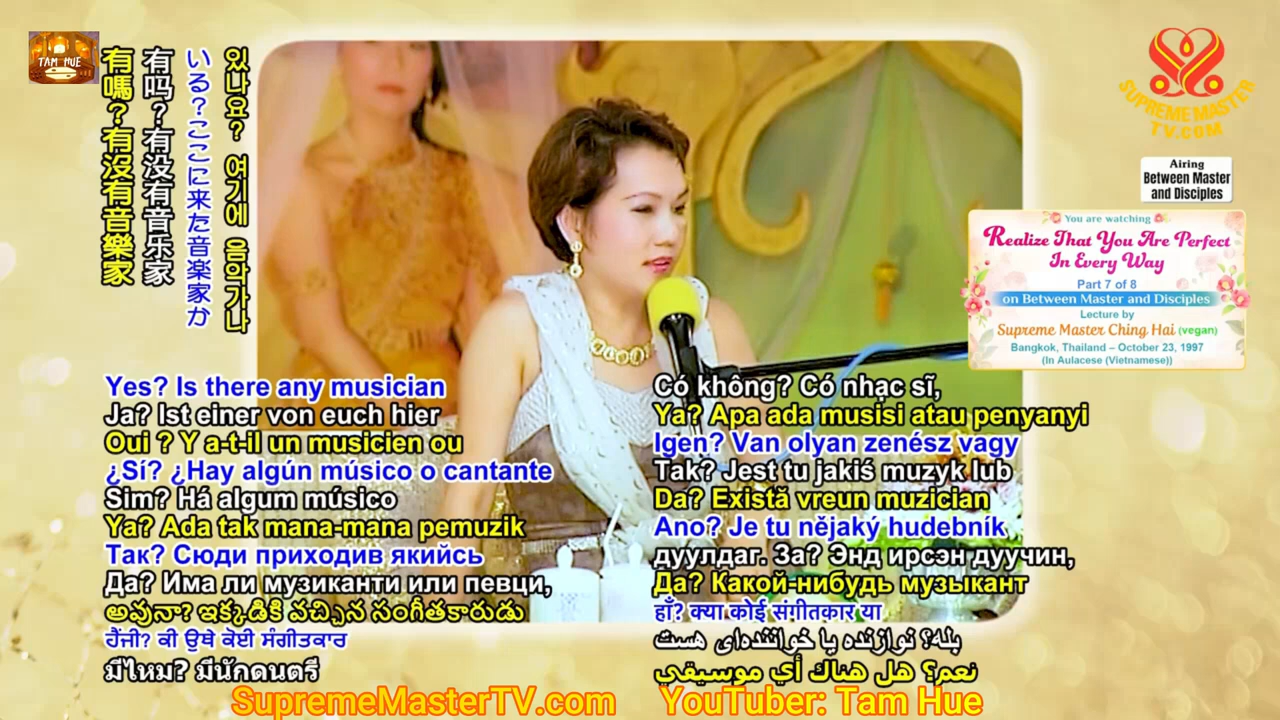 TAM HUE
有嗎？有沒有音樂家
有吗？有没有音乐家
いる？ここに来た音楽家か
있나요? 여기에 음악가나
SUPREME MASTER
TV.COM
Airing
Between Master
and Disciples
You are watching
Realize That You Are Perfect
In Every Way
Part 7 of 8
on Between Master and Disciples
Lecture by
Supreme Master Ching Hai (vegan)
Bangkok, Thailand – October 23, 1997
(In Aulacese (Vietnamese))
Yes? Is there any musician
Ja? Ist einer von euch hier
Oui ? Y a-t-il un musicien ou
¿Sí? ¿Hay algún músico o cantante
Sim? Há algum músico
Ya? Ada tak mana-mana pemuzik
Так? Сюди приходив якийсь
Да? Има ли музиканти или певци,
అవునా? ఇక్కడికి వచ్చిన సంగీతకారుడు
ਹੈਂਜੀ? ਕੀ ਉਥੇ ਕੋਈ ਸੰਗੀਤਕਾਰ
มีไหม? มีนักดนตรี
Có không? Có nhạc sĩ,
Ya? Apa ada musisi atau penyanyi
Igen? Van olyan zenész vagy
Tak? Jest tu jakiś muzyk lub
Da? Există vreun muzician
Ano? Je tu nějaký hudebník
дуулдаг. За? Энд ирсэн дуучин,
Да? Какой-нибудь музыкант
हाँ? क्या कोई संगीतकार या
بله؟ نوازنده یا خواننده‌ای هست
نعم؟ هل هناك أي موسيقي
SupremeMasterTV.com
YouTuber: Tam Hue